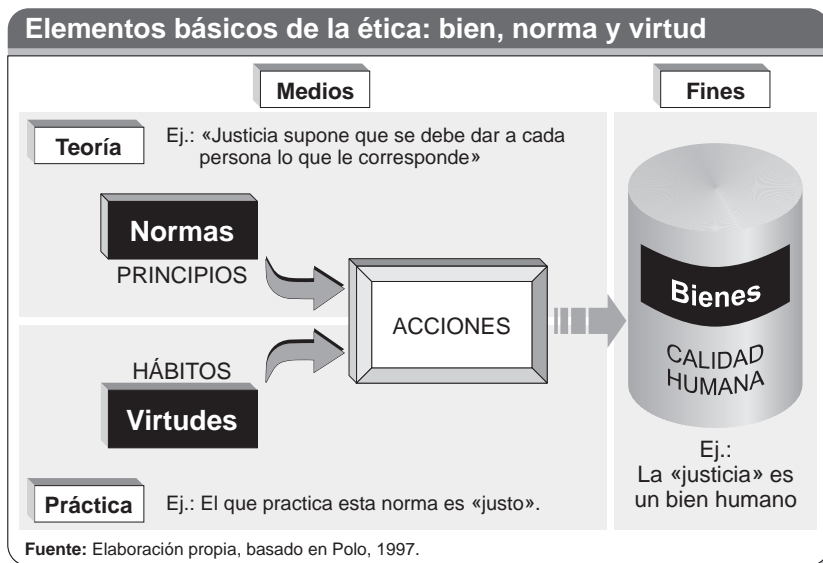 Elementos básicos de la ética: bien, norma y virtud
Medios
Fines
Teoría
Ej.: «Justicia supone que se debe dar a cada
persona lo que le corresponde»
Normas
PRINCIPIOS
ACCIONES
HÁBITOS
Virtudes
Práctica
Ej.: El que practica esta norma es «justo».
Bienes
CALIDAD
HUMANA
Ej.:
La «justicia» es
un bien humano
Fuente: Elaboración propia, basado en Polo, 1997.